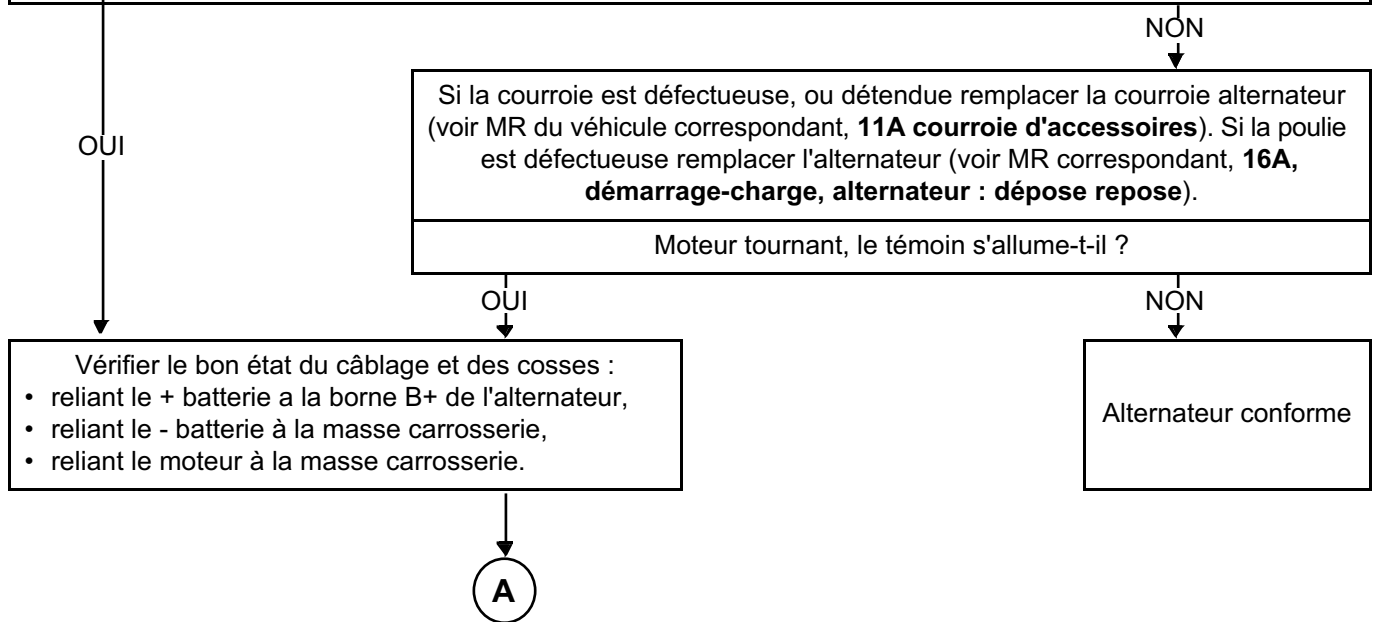 NON
Si la courroie est défectueuse, ou détendue remplacer la courroie alternateur
(voir MR du véhicule correspondant, 11A courroie d'accessoires). Si la poulie
est défectueuse remplacer l'alternateur (voir MR correspondant, 16A,
démarrage-charge, alternateur : dépose repose).
OUI
Moteur tournant, le témoin s'allume-t-il ?
OUI
NON
Vérifier le bon état du câblage et des cosses :
• reliant le + batterie a la borne B+ de l'alternateur,
• reliant le - batterie à la masse carrosserie,
• reliant le moteur à la masse carrosserie.
Alternateur conforme
A